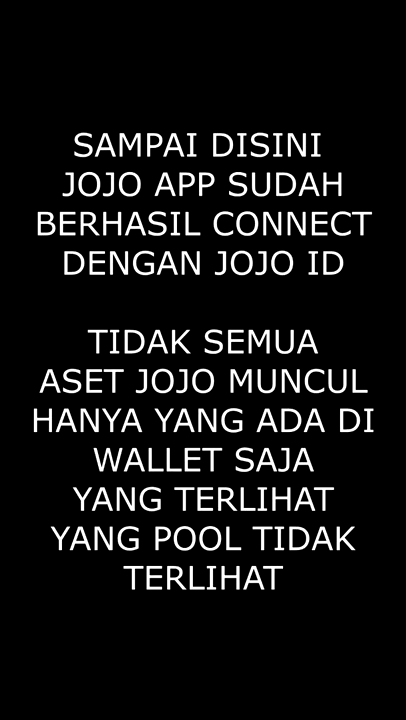 SAMPAI DISINI
JOJO APP SUDAH
BERHASIL CONNECT
DENGAN JOJO ID
TIDAK SEMUA
ASET JOJO MUNCUL
HANYA YANG ADA DI
WALLET SAJA
YANG TERLIHAT
YANG POOL TIDAK
TERLIHAT